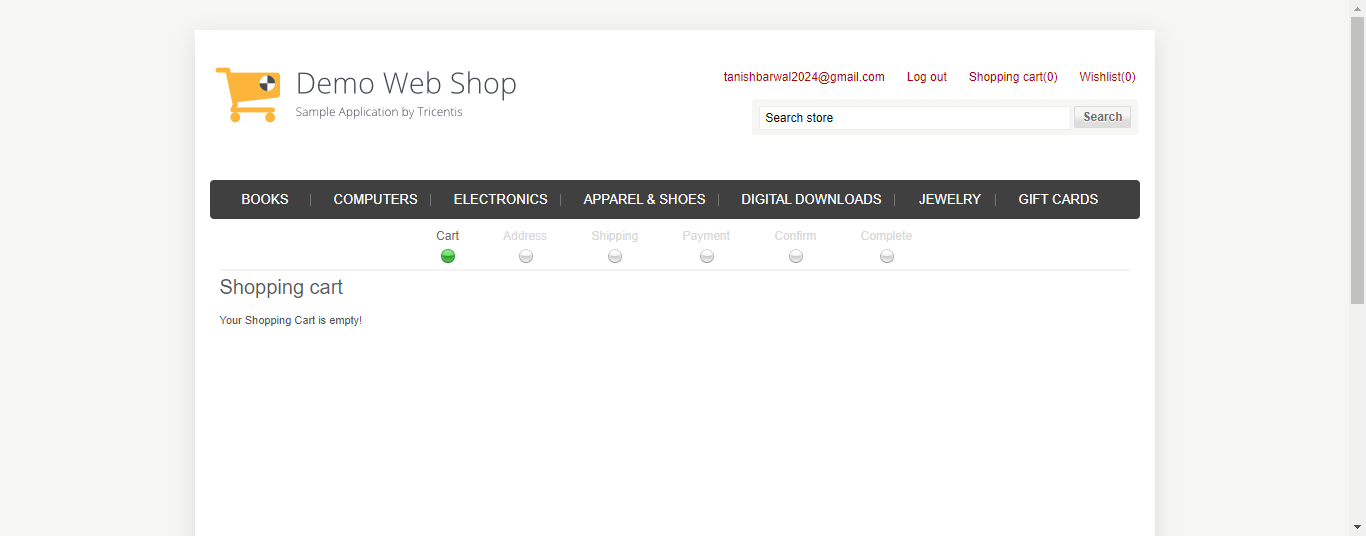 Demo Web Shop
Sample Application by Tricentis
tanishbarwal2024@gmail.com Log out Shopping cart(0) Wishlist(0)
Search store Search
BOOKS COMPUTERS ELECTRONICS APPAREL & SHOES DIGITAL DOWNLOADS JEWELRY GIFT CARDS
Cart Address Shipping Payment Confirm Complete
Shopping cart
Your Shopping Cart is empty!